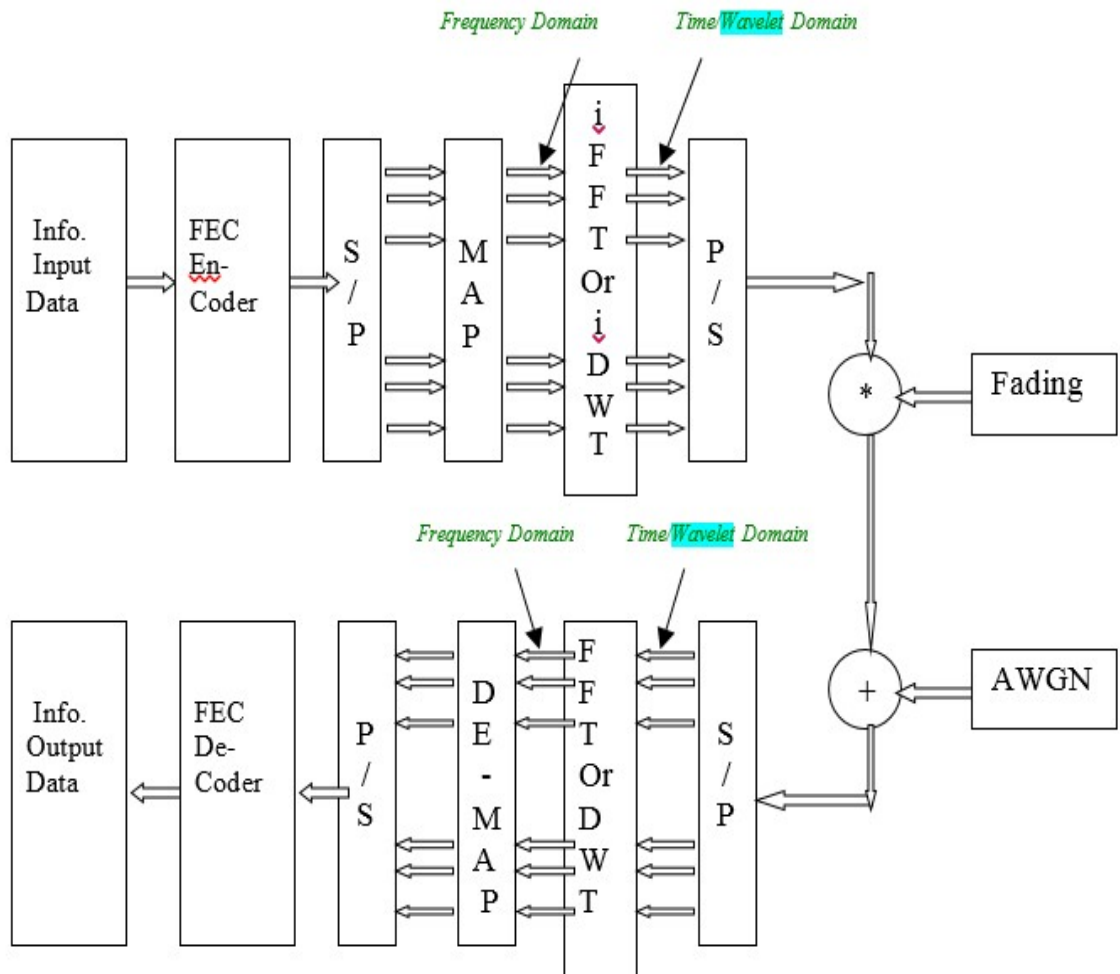 Frequency Domain
Time/Wavelet Domain
Info.
Input
Data
FEC
En-
Coder
S
/
P
M
A
P
i
F
F
T
Or
i
D
W
T
P
/
S
*
Fading
Frequency Domain
Time/Wavelet Domain
Info.
Output
Data
FEC
De-
Coder
P
/
S
D
E
-
M
A
P
F
F
T
Or
D
W
T
S
/
P
+
AWGN